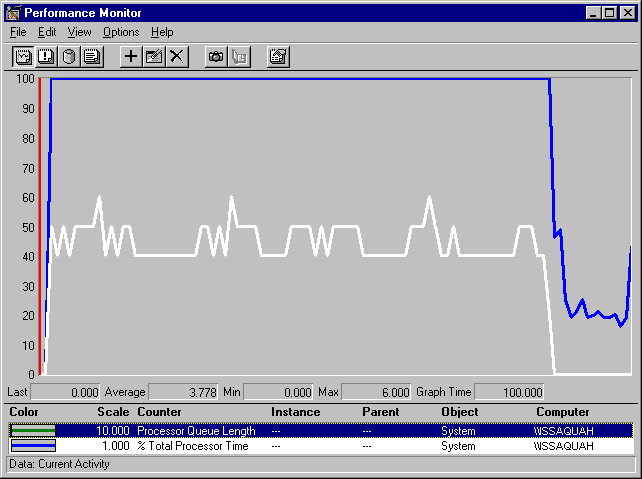 Performance Monitor
File Edit View Options Help
100
90
80
70
60
50
40
30
20
10
0
Last 0.000 Average 3.778 Min 0.000 Max 6.000 Graph Time 100.000
Color Scale Counter Instance Parent Object Computer
10.000 Processor Queue Length --- --- System \\ISSAQUAH
1.000 % Total Processor Time --- --- System \\ISSAQUAH
Data: Current Activity